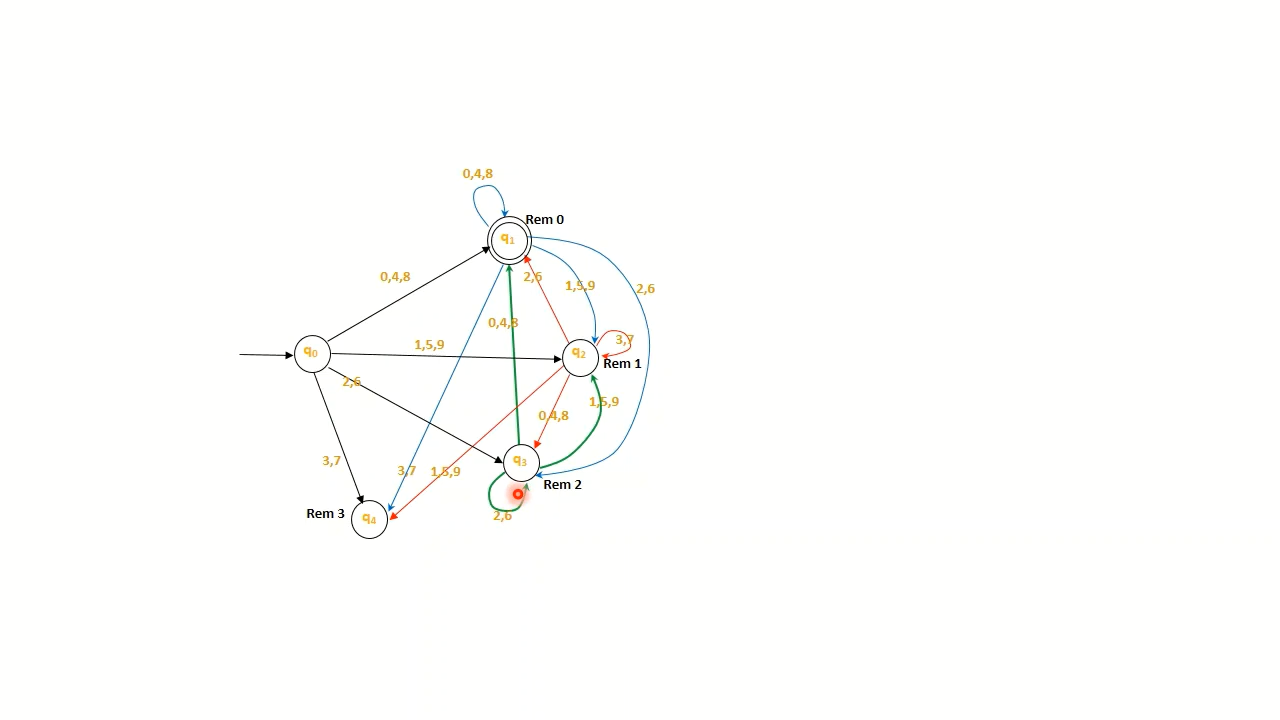 0,4,8
Rem 0
q1
0,4,8
2,6
1,5,9
2,6
0,4,8
1,5,9
3,7
q0
q2
Rem 1
2,6
1,5,9
0,4,8
3,7
3,7
1,5,9
q3
Rem 2
Rem 3
q4
2,6